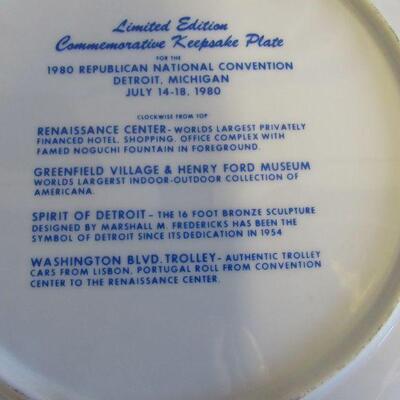 Limited Edition
Commemorative Keepsake Plate
FOR THE
1980 REPUBLICAN NATIONAL CONVENTION
DETROIT, MICHIGAN
JULY 14-18, 1980
CLOCKWISE FROM TOP
RENAISSANCE CENTER- WORLDS LARGEST PRIVATELY
FINANCED HOTEL, SHOPPING, OFFICE COMPLEX WITH
FAMED NOGUCHI FOUNTAIN IN FOREGROUND.
GREENFIELD VILLAGE & HENRY FORD MUSEUM
WORLDS LARGERST INDOOR-OUTDOOR COLLECTION OF
AMERICANA.
SPIRIT OF DETROIT - THE 16 FOOT BRONZE SCULPTURE
DESIGNED BY MARSHALL M. FREDERICKS HAS BEEN THE
SYMBOL OF DETROIT SINCE ITS DEDICATION IN 1954
WASHINGTON BLVD. TROLLEY- AUTHENTIC TROLLEY
CARS FROM LISBON, PORTUGAL ROLL FROM CONVENTION
CENTER TO THE RENAISSANCE CENTER.